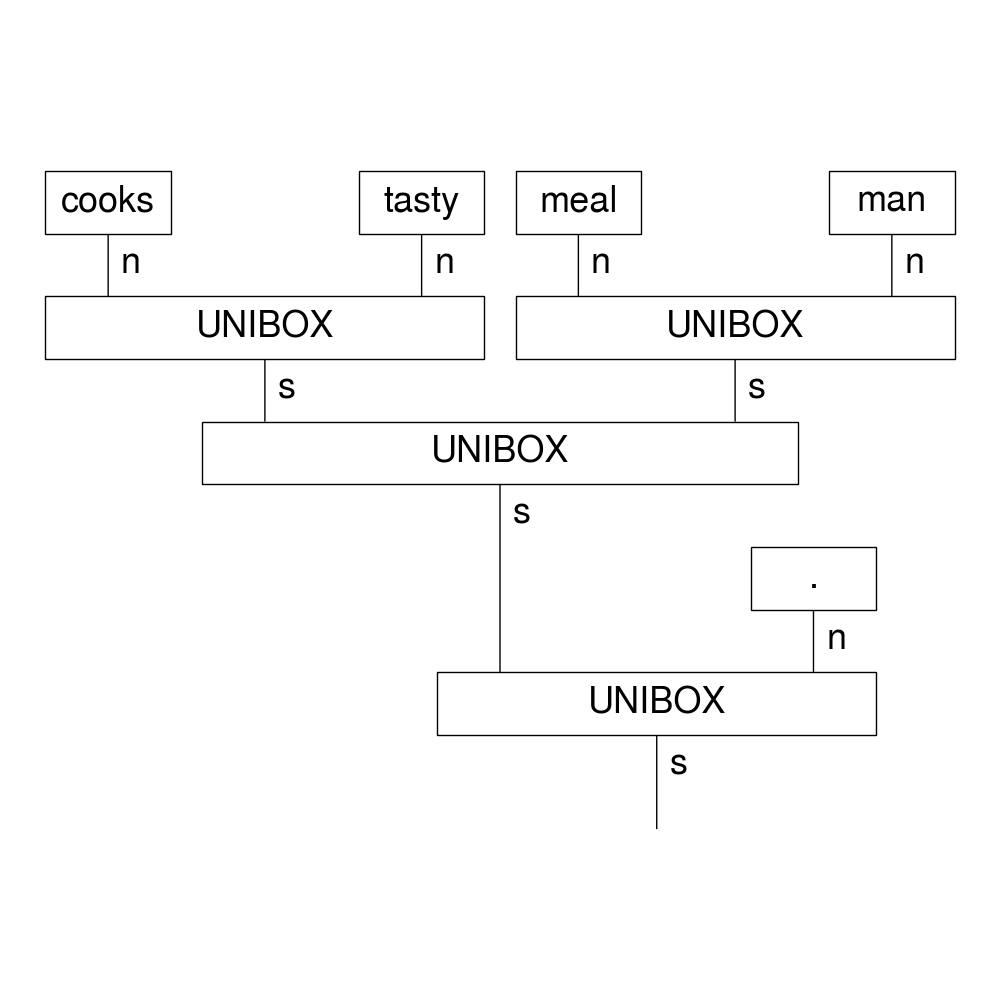 cooks tasty meal man
n n n n
UNIBOX UNIBOX
s s
UNIBOX
s
.
n
UNIBOX
s